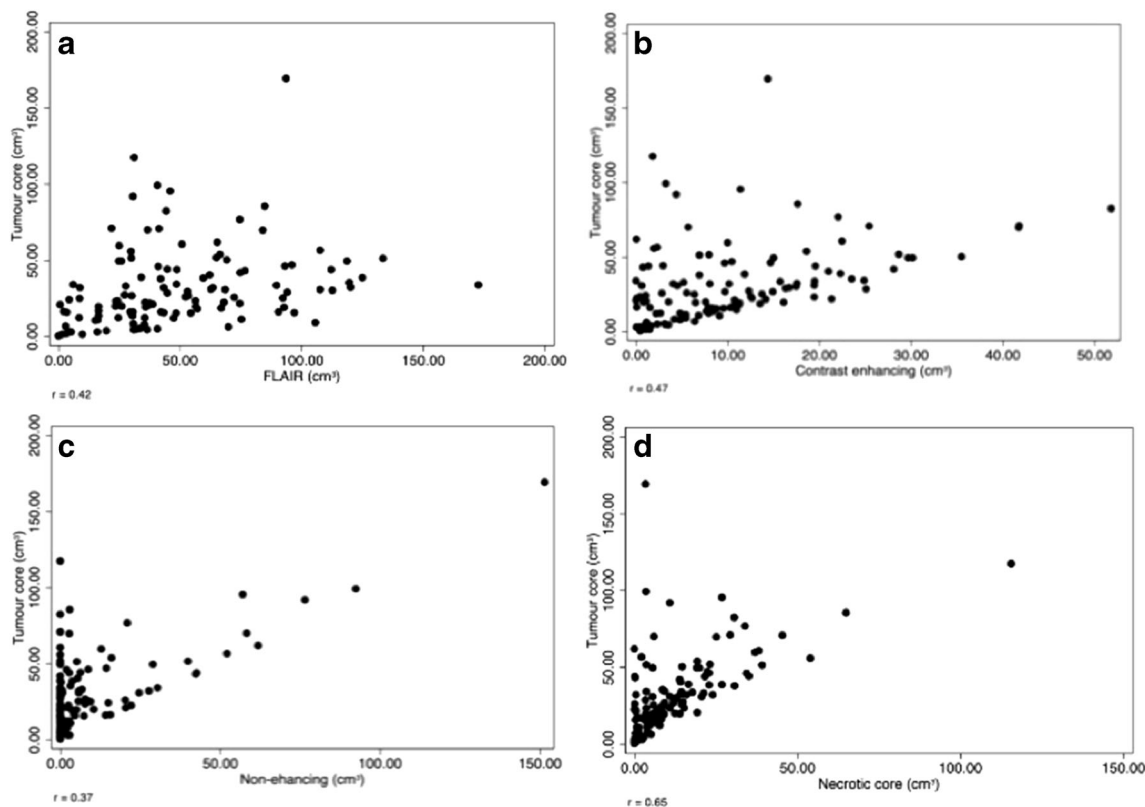 a
200.00
150.00
100.00
50.00
0.00
Tumour core (cm³)
0.00 50.00 100.00 150.00 200.00
FLAIR (cm³)
r = 0.42
b
200.00
150.00
100.00
50.00
0.00
Tumour core (cm³)
0.00 10.00 20.00 30.00 40.00 50.00
Contrast enhancing (cm³)
r = 0.47
c
200.00
150.00
100.00
50.00
0.00
Tumour core (cm³)
0.00 50.00 100.00 150.00
Non-ehancing (cm³)
r = 0.37
d
200.00
150.00
100.00
50.00
0.00
Tumour core (cm³)
0.00 50.00 100.00 150.00
Necrotic core (cm³)
r = 0.65